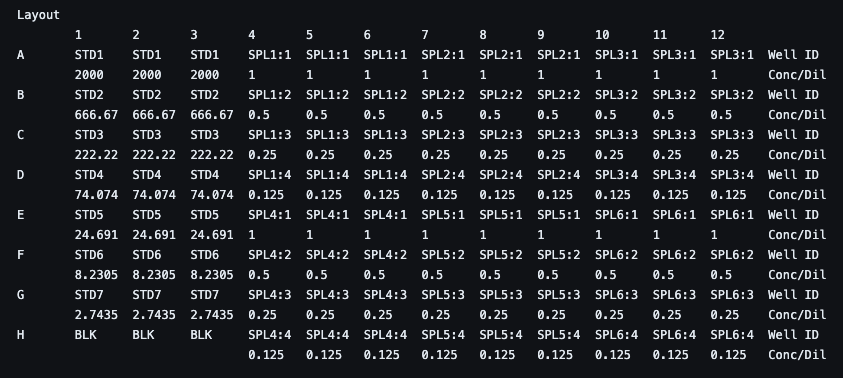 Layout
1 2 3 4 5 6 7 8 9 10 11 12
A STD1 STD1 STD1 SPL1:1 SPL1:1 SPL1:1 SPL2:1 SPL2:1 SPL2:1 SPL3:1 SPL3:1 SPL3:1 Well ID
2000 2000 2000 1 1 1 1 1 1 1 1 1 Conc/Dil
B STD2 STD2 STD2 SPL1:2 SPL1:2 SPL1:2 SPL2:2 SPL2:2 SPL2:2 SPL3:2 SPL3:2 SPL3:2 Well ID
666.67 666.67 666.67 0.5 0.5 0.5 0.5 0.5 0.5 0.5 0.5 0.5 Conc/Dil
C STD3 STD3 STD3 SPL1:3 SPL1:3 SPL1:3 SPL2:3 SPL2:3 SPL2:3 SPL3:3 SPL3:3 SPL3:3 Well ID
222.22 222.22 222.22 0.25 0.25 0.25 0.25 0.25 0.25 0.25 0.25 0.25 Conc/Dil
D STD4 STD4 STD4 SPL1:4 SPL1:4 SPL1:4 SPL2:4 SPL2:4 SPL2:4 SPL3:4 SPL3:4 SPL3:4 Well ID
74.074 74.074 74.074 0.125 0.125 0.125 0.125 0.125 0.125 0.125 0.125 0.125 Conc/Dil
E STD5 STD5 STD5 SPL4:1 SPL4:1 SPL4:1 SPL5:1 SPL5:1 SPL5:1 SPL6:1 SPL6:1 SPL6:1 Well ID
24.691 24.691 24.691 1 1 1 1 1 1 1 1 1 Conc/Dil
F STD6 STD6 STD6 SPL4:2 SPL4:2 SPL4:2 SPL5:2 SPL5:2 SPL5:2 SPL6:2 SPL6:2 SPL6:2 Well ID
8.2305 8.2305 8.2305 0.5 0.5 0.5 0.5 0.5 0.5 0.5 0.5 0.5 Conc/Dil
G STD7 STD7 STD7 SPL4:3 SPL4:3 SPL4:3 SPL5:3 SPL5:3 SPL5:3 SPL6:3 SPL6:3 SPL6:3 Well ID
2.7435 2.7435 2.7435 0.25 0.25 0.25 0.25 0.25 0.25 0.25 0.25 0.25 Conc/Dil
H BLK BLK BLK SPL4:4 SPL4:4 SPL4:4 SPL5:4 SPL5:4 SPL5:4 SPL6:4 SPL6:4 SPL6:4 Well ID
0.125 0.125 0.125 0.125 0.125 0.125 0.125 0.125 0.125 Conc/Dil